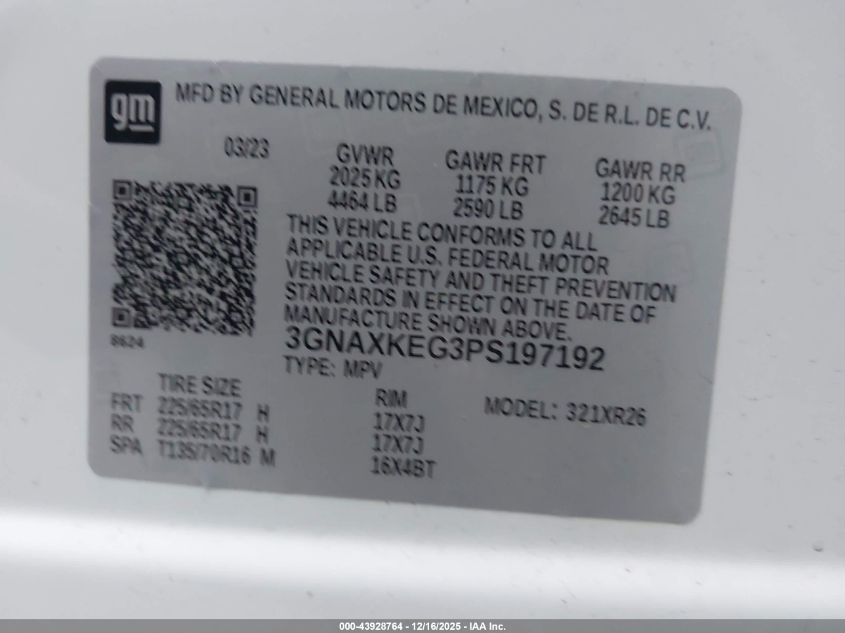 gm
MFD BY GENERAL MOTORS DE MEXICO, S. DE R.L. DE C.V.
03/23
GVWR GAWR FRT GAWR RR
2025 KG 1175 KG 1200 KG
4464 LB 2590 LB 2645 LB
THIS VEHICLE CONFORMS TO ALL
APPLICABLE U.S. FEDERAL MOTOR
VEHICLE SAFETY AND THEFT PREVENTION
STANDARDS IN EFFECT ON THE DATE OF
MANUFACTURE SHOWN ABOVE.
8624
3GNAXKEG3PS197192
TYPE: MPV
TIRE SIZE RIM MODEL: 321XR26
FRT 225/65R17 H 17X7J
RR 225/65R17 H 17X7J
SPA T135/70R16 M 16X4BT
000-43928764 - 12/16/2025 - IAA Inc.